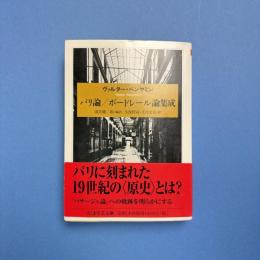 ヴァルター・ベンヤミン
パリ論/ボードレール論集成
パリに刻まれた
19世紀の〈原史〉とは?
『パサージュ論』への軌跡を明らかにする
ちくま学芸文庫